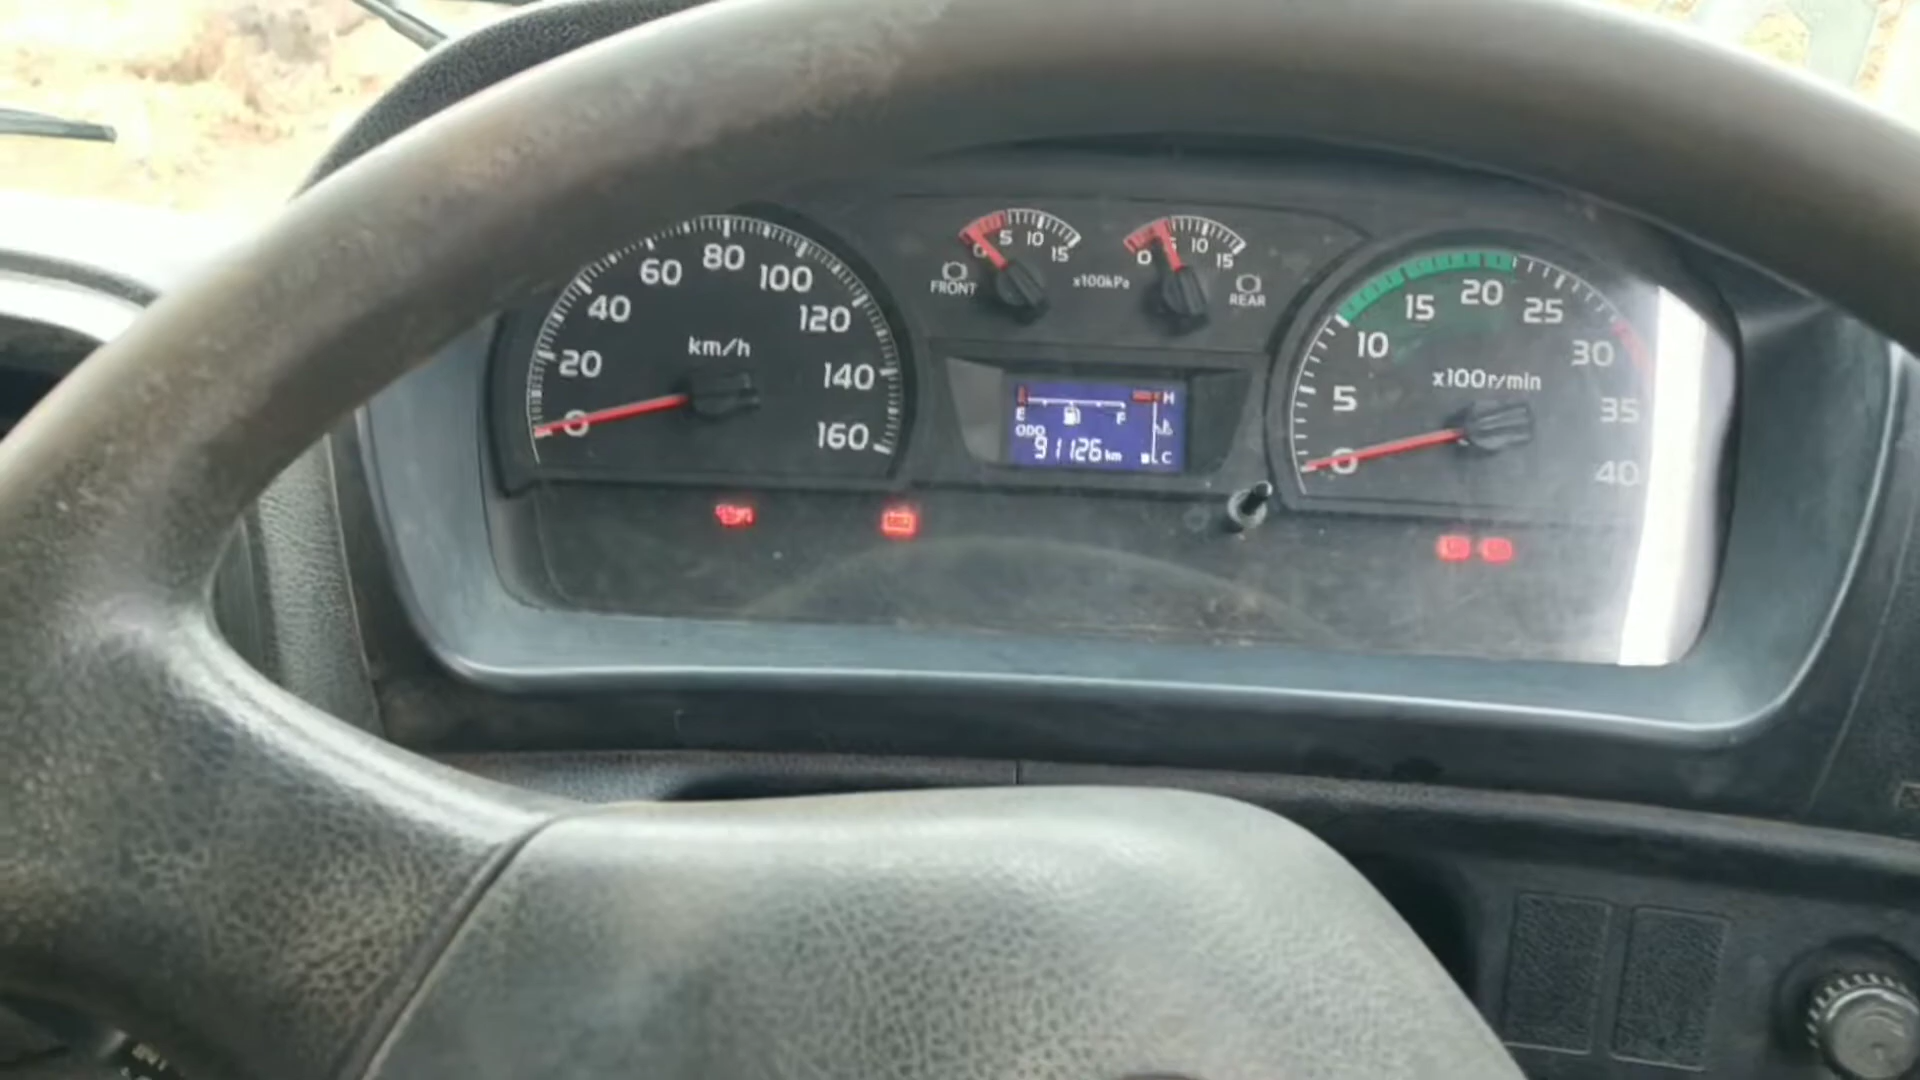 0 20 40 60 80 100 120 140 160
km/h
0 5 10 15
FRONT
x100kPa
0 5 10 15
REAR
E F H
ODO
91126 km C
0 5 10 15 20 25 30 35 40
x100r/min